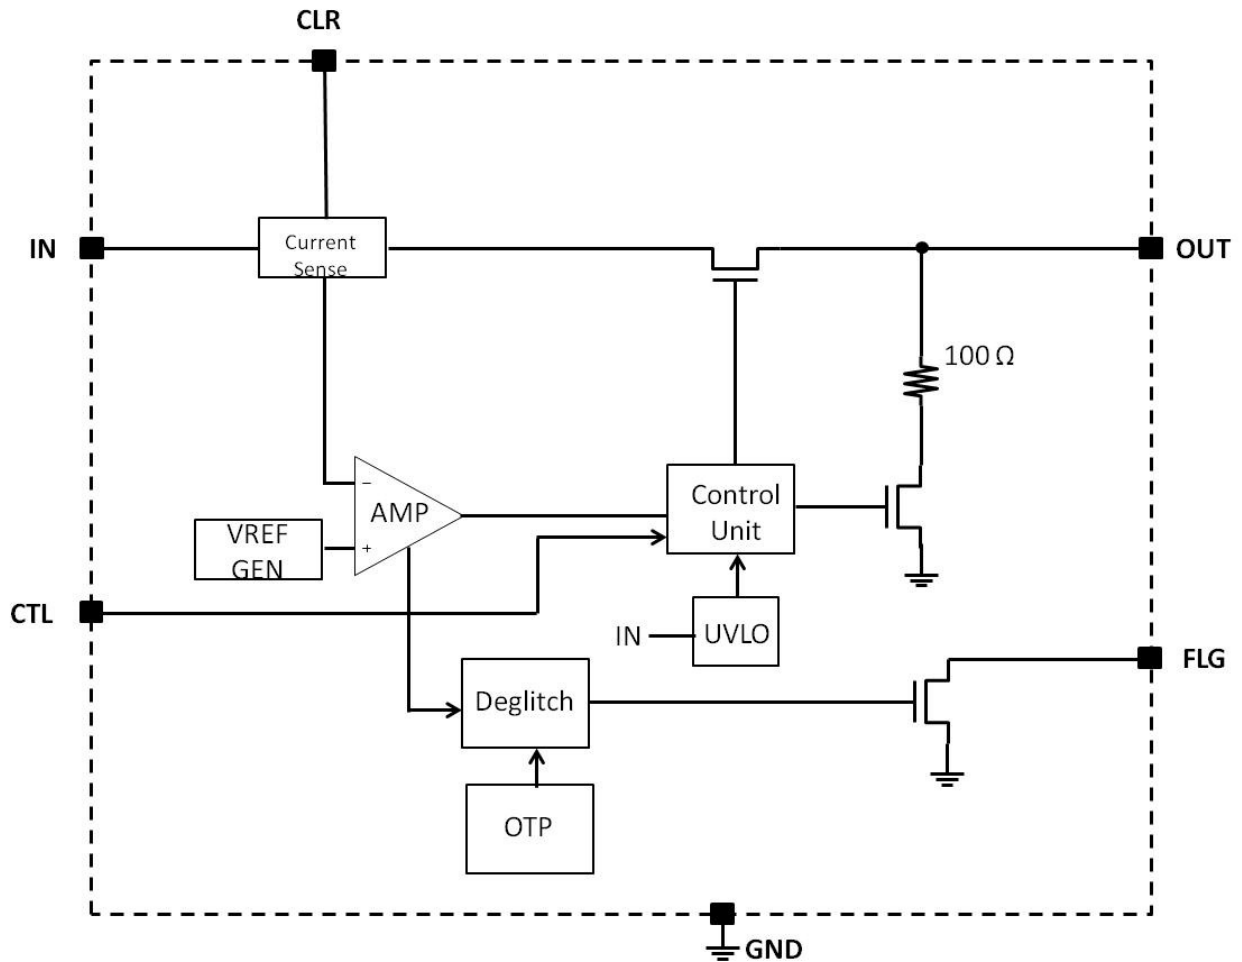 CLR
IN
Current
Sense
OUT
100 Ω
−
AMP
+
VREF
GEN
Control
Unit
CTL
IN
UVLO
FLG
Deglitch
OTP
GND